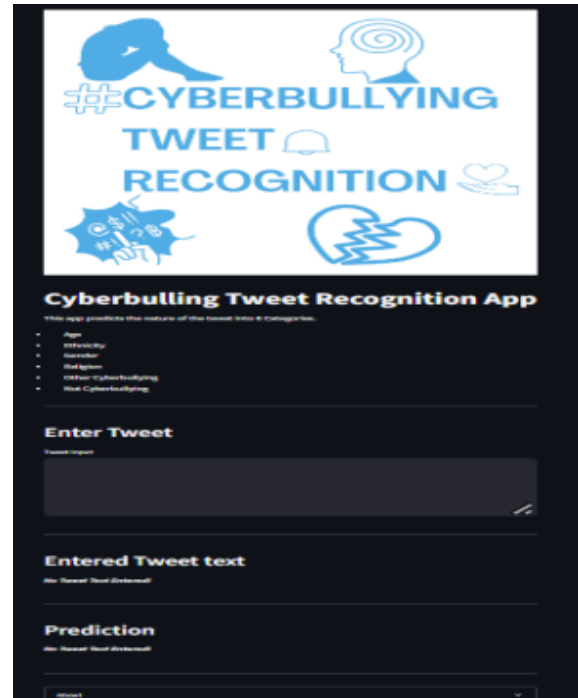 #CYBERBULLYING
TWEET
RECOGNITION
@$!
#!?@
Cyberbulling Tweet Recognition App
This app predicts the nature of the tweet into 6 Categories.
Age
Ethnicity
Gender
Religion
Other Cyberbullying
Not Cyberbullying
Enter Tweet
Tweet Input
Entered Tweet text
No Tweet Text Entered!
Prediction
No Tweet Text Entered!
About